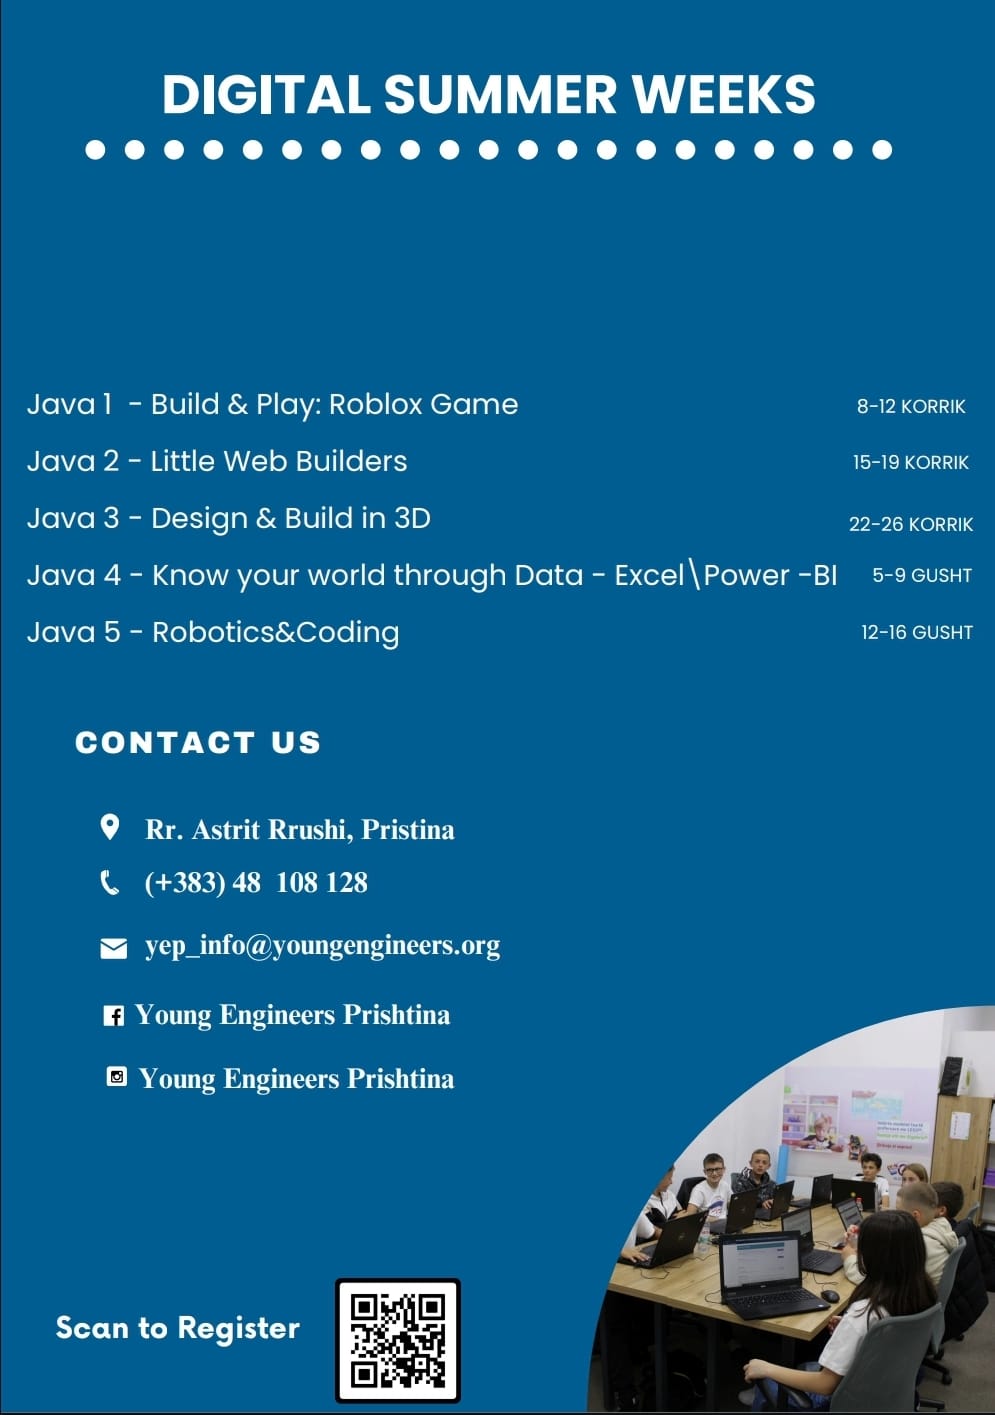 DIGITAL SUMMER WEEKS
Java 1 - Build & Play: Roblox Game 8-12 KORRIK
Java 2 - Little Web Builders 15-19 KORRIK
Java 3 - Design & Build in 3D 22-26 KORRIK
Java 4 - Know your world through Data - Excel\Power -BI 5-9 GUSHT
Java 5 - Robotics&Coding 12-16 GUSHT
CONTACT US
Rr. Astrit Rrushi, Pristina
(+383) 48 108 128
yep_info@youngengineers.org
Young Engineers Prishtina
Young Engineers Prishtina
Scan to Register